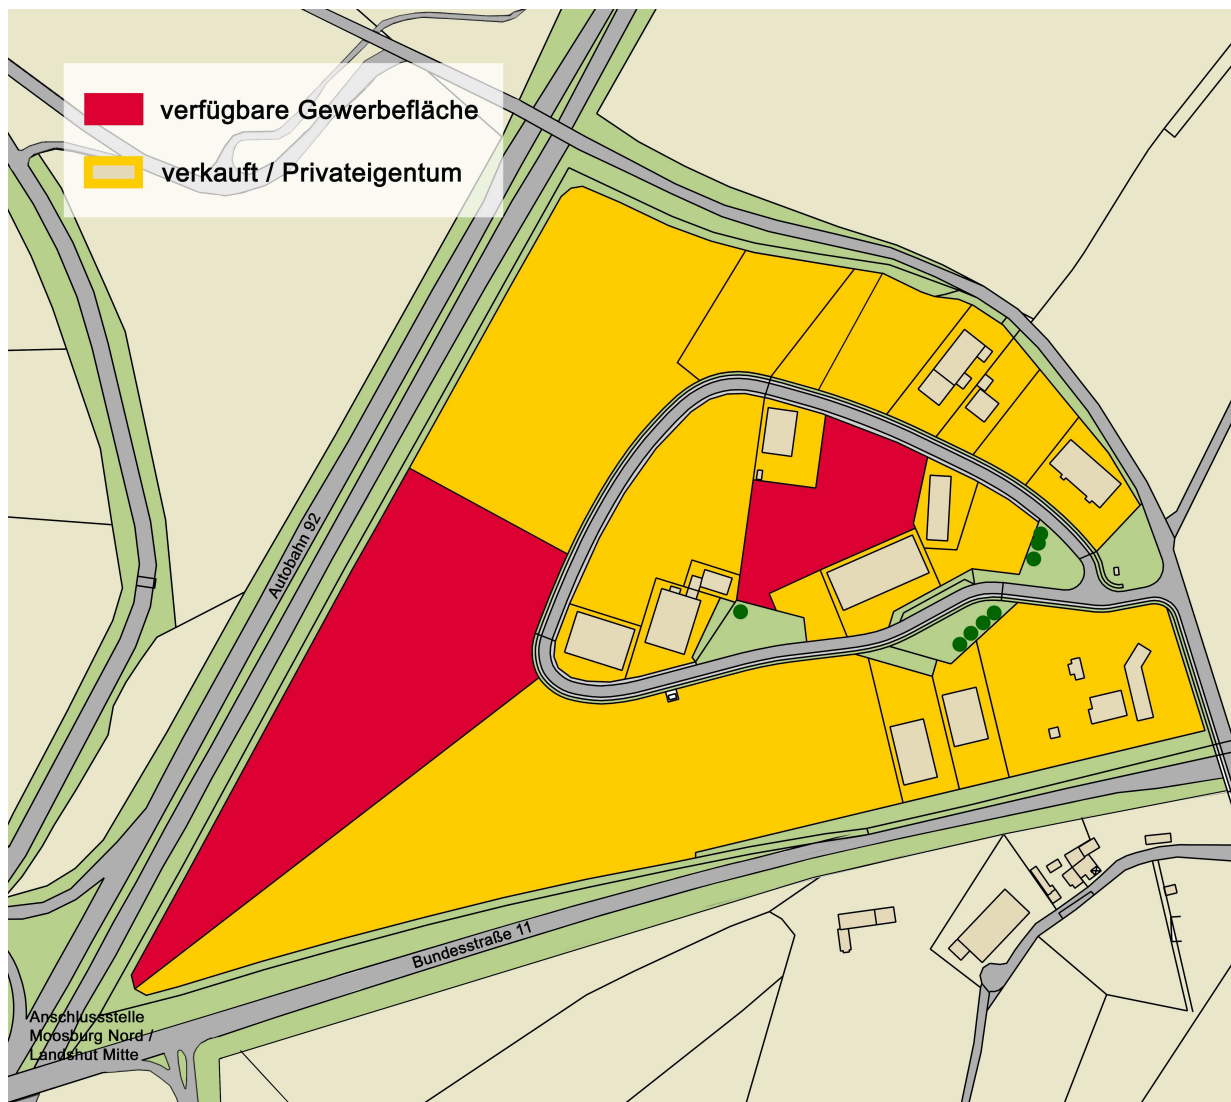 verfügbare Gewerbefläche
verkauft / Privateigentum
Autobahn 92
Bundesstraße 11
Anschlussstelle
Moosburg Nord /
Landshut Mitte